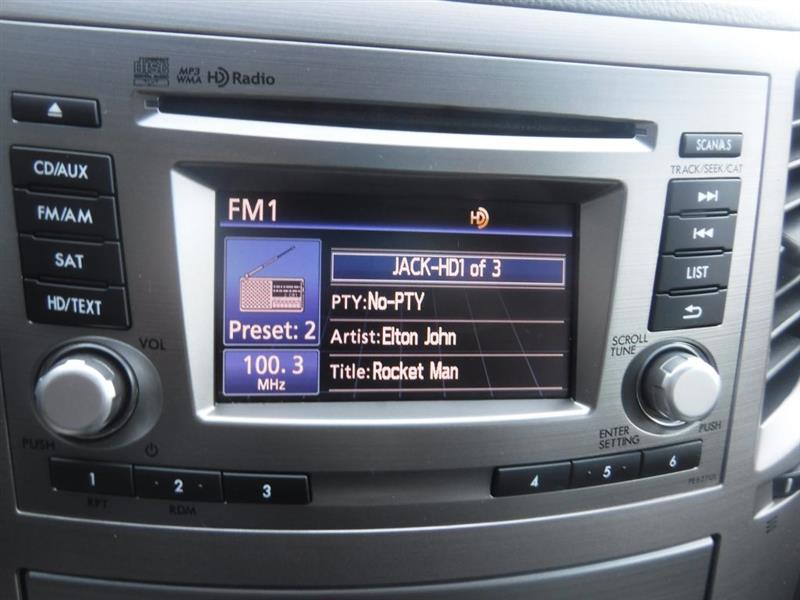 disc MP3 WMA HD Radio
SCAN/A.S
CD/AUX
TRACK/SEEK/CAT
FM/AM
SAT
LIST
HD/TEXT
FM1 HD
JACK-HD1 of 3
PTY:No-PTY
Artist:Elton John
Title:Rocket Man
Preset: 2
100.3
MHz
VOL
SCROLL
TUNE
PUSH
PUSH
ENTER
SETTING
1 2 3 4 5 6
RPT RDM